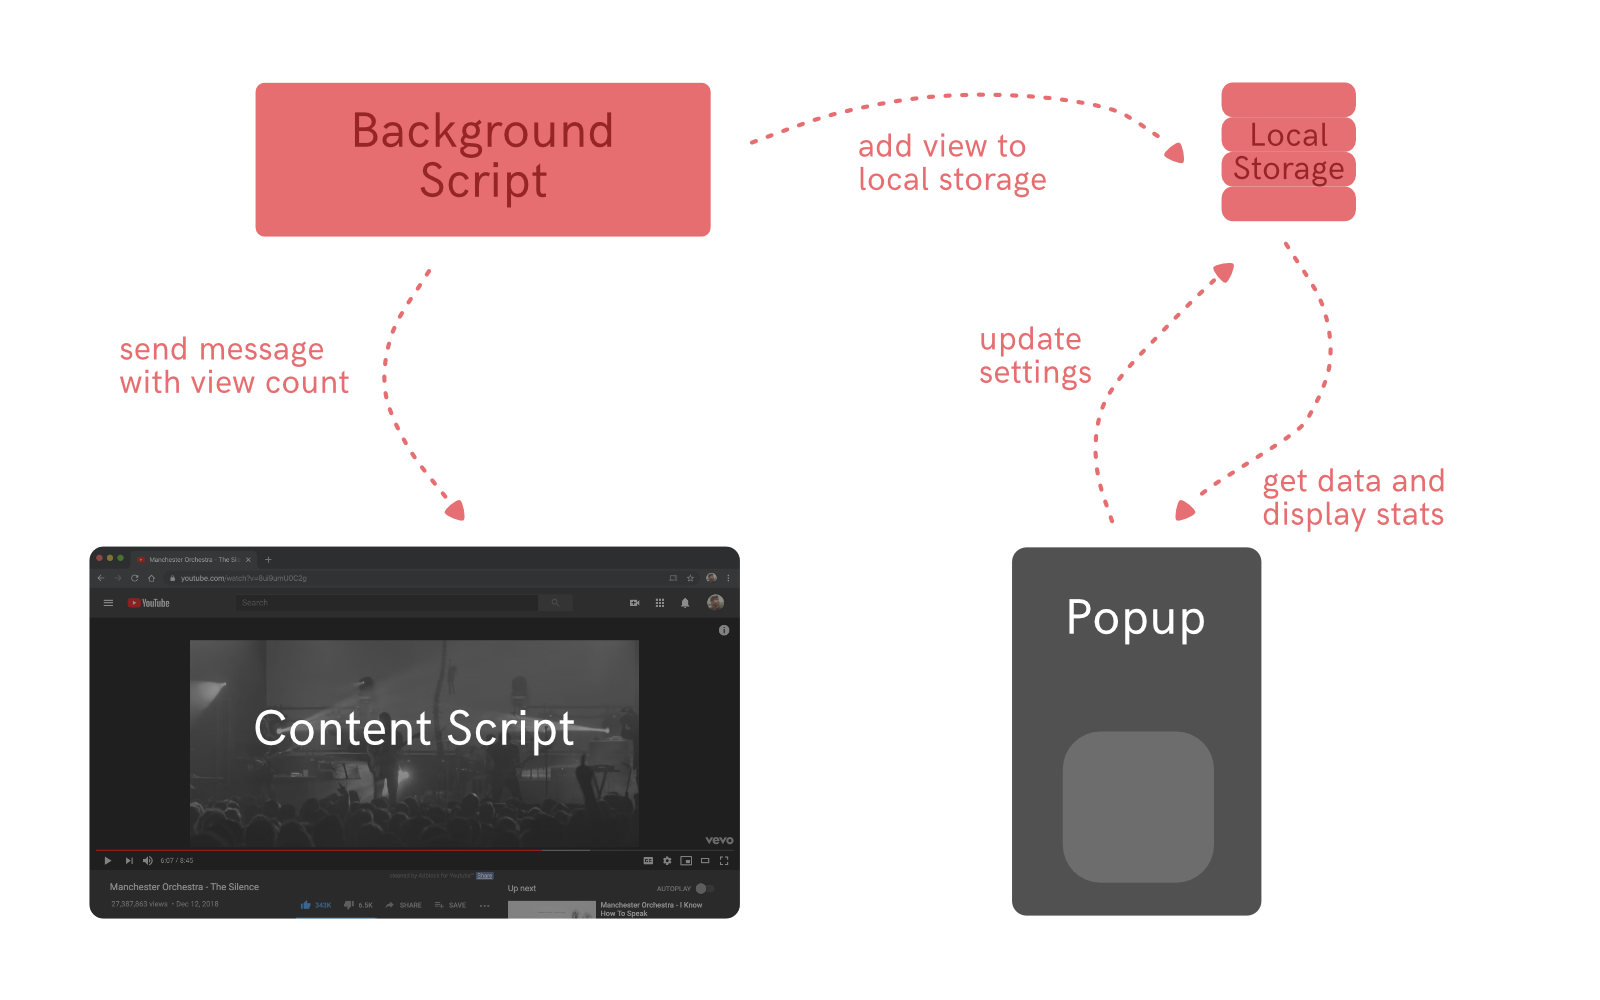 Background
Script
add view to
local storage
Local
Storage
send message
with view count
update
settings
get data and
display stats
Manchester Orchestra - The Si
youtube.com/watch?v=8ui9umU0C2g
YouTube
Search
Content Script
vevo
6:07 / 8:45
Share
Manchester Orchestra - The Silence
27,387,863 views • Dec 12, 2018
343K
6.5K
SHARE
SAVE
Up next
AUTOPLAY
Manchester Orchestra - I Know
How To Speak
Popup